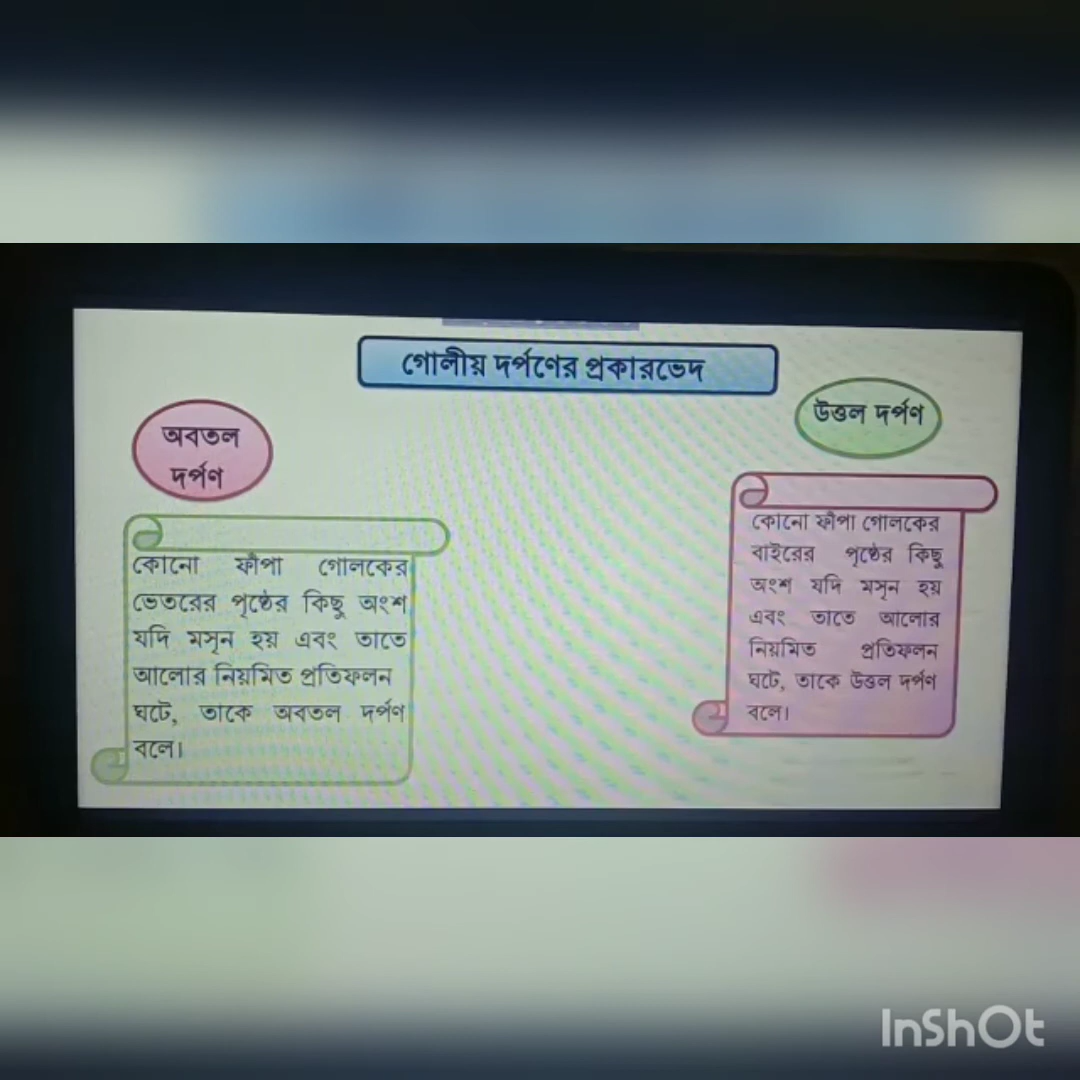 গোলীয় দর্পণের প্রকারভেদ
অবতল
দর্পণ
কোনো ফাঁপা গোলকের
ভেতরের পৃষ্ঠের কিছু অংশ
যদি মসৃন হয় এবং তাতে
আলোর নিয়মিত প্রতিফলন
ঘটে, তাকে অবতল দর্পণ
বলে।
উত্তল দর্পণ
কোনো ফাঁপা গোলকের
বাইরের পৃষ্ঠের কিছু
অংশ যদি মসৃন হয়
এবং তাতে আলোর
নিয়মিত প্রতিফলন
ঘটে, তাকে উত্তল দর্পণ
বলে।
InShOt